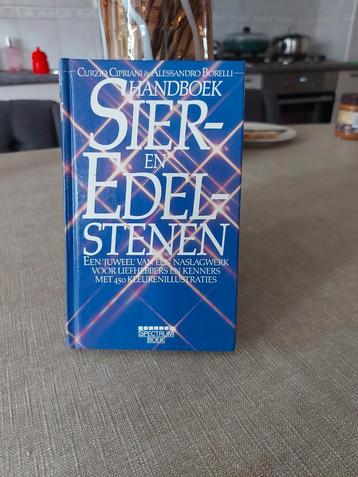 CURZIO CIPRIANI & ALESSANDRO BORELLI
HANDBOEK
SIER-
EN
EDEL-
STENEN
EEN 'JUWEEL' VAN EEN NASLAGWERK
VOOR LIEFHEBBERS EN KENNERS
MET 450 KLEURENILLUSTRATIES
SPECTRUM
BOEK